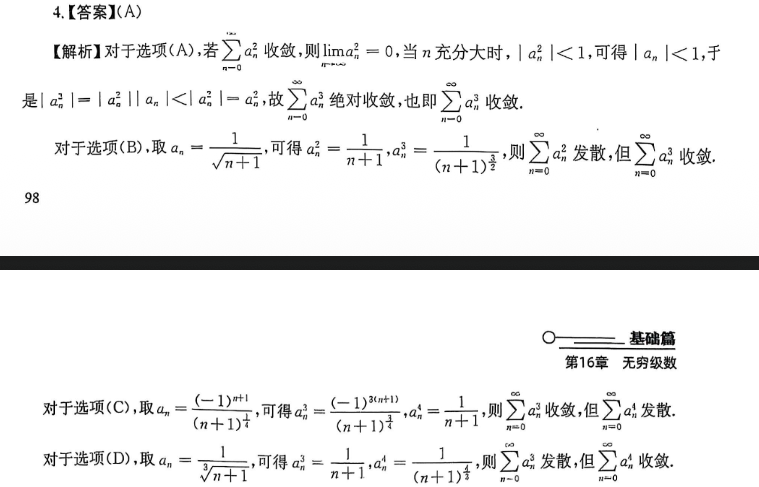 4.【答案】(A)
【解析】对于选项(A),若 $\sum_{n=0}^{\infty} a_n^2$ 收敛,则 $\lim_{n\to\infty} a_n^2 = 0$,当 n 充分大时,$|a_n^2|<1$,可得 $|a_n|<1$,于
是 $|a_n^3|=|a_n^2||a_n|<|a_n^2|=a_n^2$,故 $\sum_{n=0}^{\infty} a_n^3$ 绝对收敛,也即 $\sum_{n=0}^{\infty} a_n^3$ 收敛.
对于选项(B),取 $a_n = \frac{1}{\sqrt{n+1}}$,可得 $a_n^2 = \frac{1}{n+1}$,$a_n^3 = \frac{1}{(n+1)^{\frac{3}{2}}}$,则 $\sum_{n=0}^{\infty} a_n^2$ 发散,但 $\sum_{n=0}^{\infty} a_n^3$ 收敛.
98
基础篇
第16章 无穷级数
对于选项(C),取 $a_n = \frac{(-1)^{n+1}}{(n+1)^{\frac{1}{4}}}$,可得 $a_n^3 = \frac{(-1)^{3(n+1)}}{(n+1)^{\frac{3}{4}}}$,$a_n^4 = \frac{1}{n+1}$,则 $\sum_{n=0}^{\infty} a_n^3$ 收敛,但 $\sum_{n=0}^{\infty} a_n^4$ 发散.
对于选项(D),取 $a_n = \frac{1}{\sqrt[3]{n+1}}$,可得 $a_n^3 = \frac{1}{n+1}$,$a_n^4 = \frac{1}{(n+1)^{\frac{4}{3}}}$,则 $\sum_{n=0}^{\infty} a_n^3$ 发散,但 $\sum_{n=0}^{\infty} a_n^4$ 收敛.